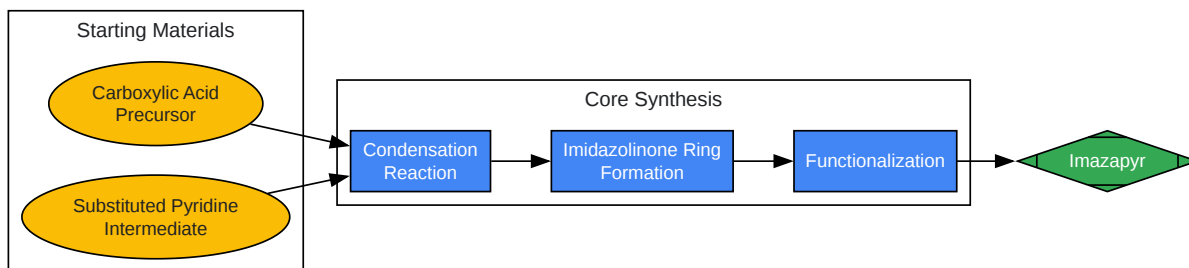 Starting Materials
Carboxylic Acid
Precursor
Substituted Pyridine
Intermediate
Core Synthesis
Condensation
Reaction
Imidazolinone Ring
Formation
Functionalization
Imazapyr